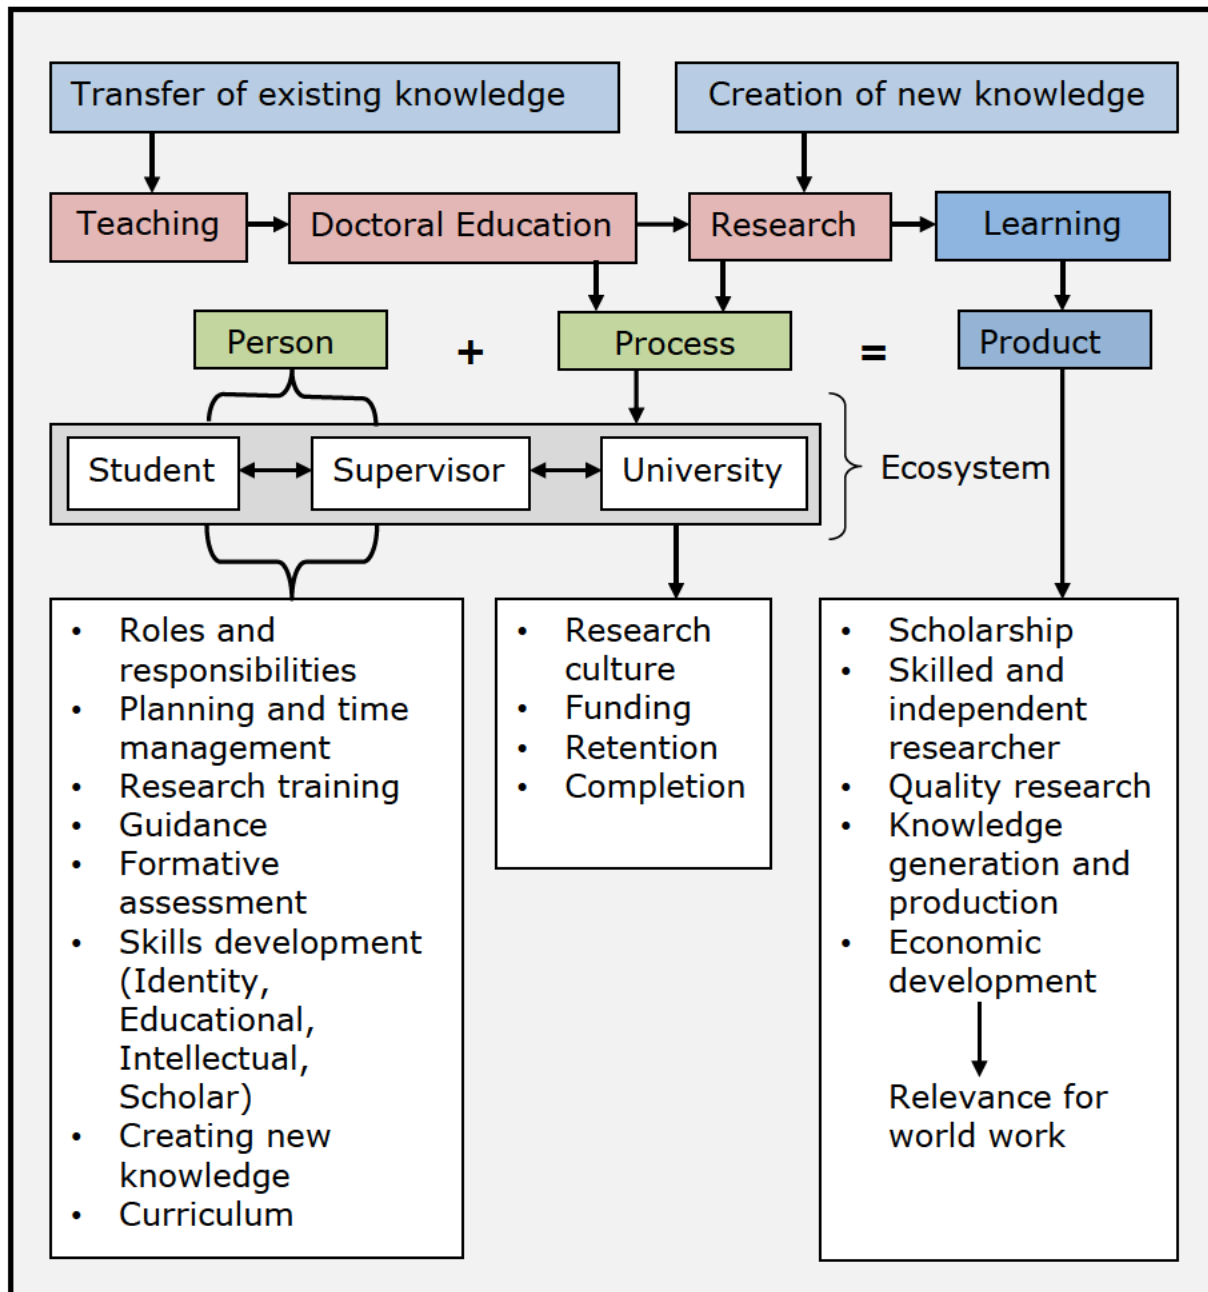 Transfer of existing knowledge
Creation of new knowledge
Teaching
Doctoral Education
Research
Learning
Person
+
Process
=
Product
Student
Supervisor
University
Ecosystem
• Roles and
responsibilities
• Planning and time
management
• Research training
• Guidance
• Formative
assessment
• Skills development
(Identity,
Educational,
Intellectual,
Scholar)
• Creating new
knowledge
• Curriculum
• Research
culture
• Funding
• Retention
• Completion
• Scholarship
• Skilled and
independent
researcher
• Quality research
• Knowledge
generation and
production
• Economic
development
Relevance for
world work